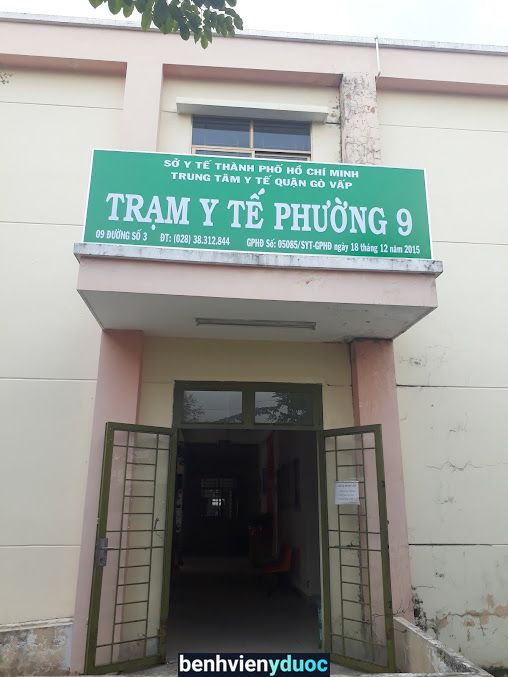 SỞ Y TẾ THÀNH PHỐ HỒ CHÍ MINH
TRUNG TÂM Y TẾ QUẬN GÒ VẤP
TRẠM Y TẾ PHƯỜNG 9
09 ĐƯỜNG SỐ 3 ĐT: (028) 38.312.844 GPHĐ Số: 05085/SYT-GPHĐ ngày 18 tháng 12 năm 2015
benhvienyduoc